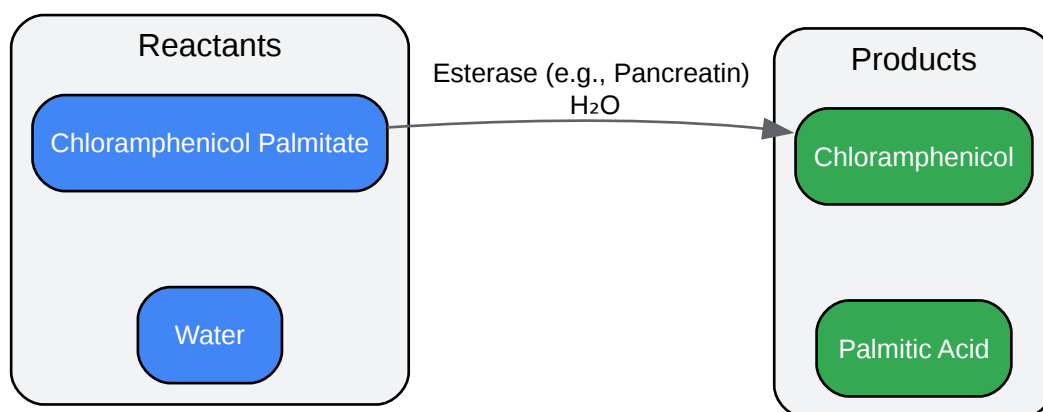 Reactants
Chloramphenicol Palmitate
Water
Esterase (e.g., Pancreatin)
H₂O
Products
Chloramphenicol
Palmitic Acid